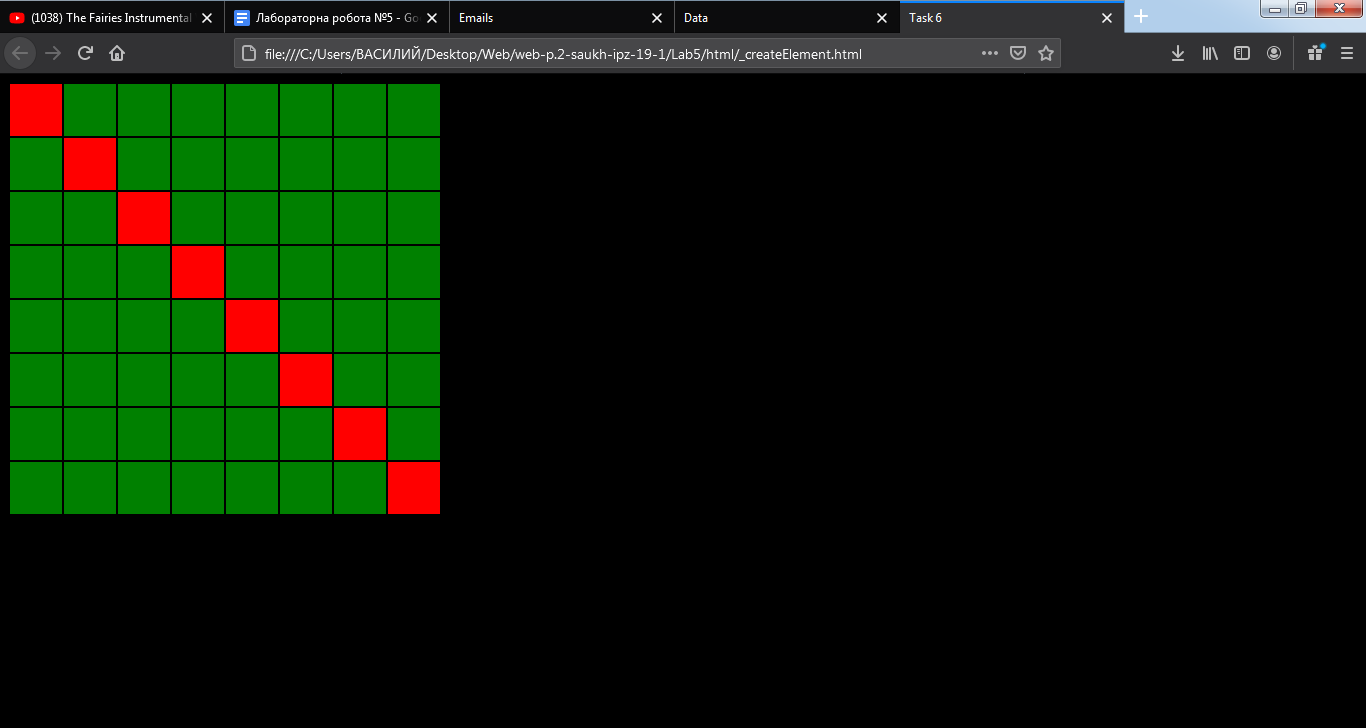 (1038) The Fairies Instrumental
Лабораторна робота №5 - Go
Emails
Data
Task 6
file:///C:/Users/ВАСИЛИЙ/Desktop/Web/web-p.2-saukh-ipz-19-1/Lab5/html/_createElement.html